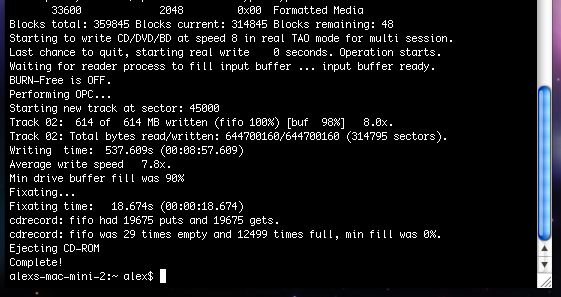 33600 2048 0x00 Formatted Media
Blocks total: 359845 Blocks current: 314845 Blocks remaining: 48
Starting to write CD/DVD/BD at speed 8 in real TAO mode for multi session.
Last chance to quit, starting real write 0 seconds. Operation starts.
Waiting for reader process to fill input buffer ... input buffer ready.
BURN-Free is OFF.
Performing OPC...
Starting new track at sector: 45000
Track 02: 614 of 614 MB written (fifo 100%) [buf 98%] 8.0x.
Track 02: Total bytes read/written: 644700160/644700160 (314795 sectors).
Writing time: 537.609s (00:08:57.609)
Average write speed 7.8x.
Min drive buffer fill was 90%
Fixating...
Fixating time: 18.674s (00:00:18.674)
cdrecord: fifo had 19675 puts and 19675 gets.
cdrecord: fifo was 29 times empty and 12499 times full, min fill was 0%.
Ejecting CD-ROM
Complete!
alexs-mac-mini-2:~ alex$